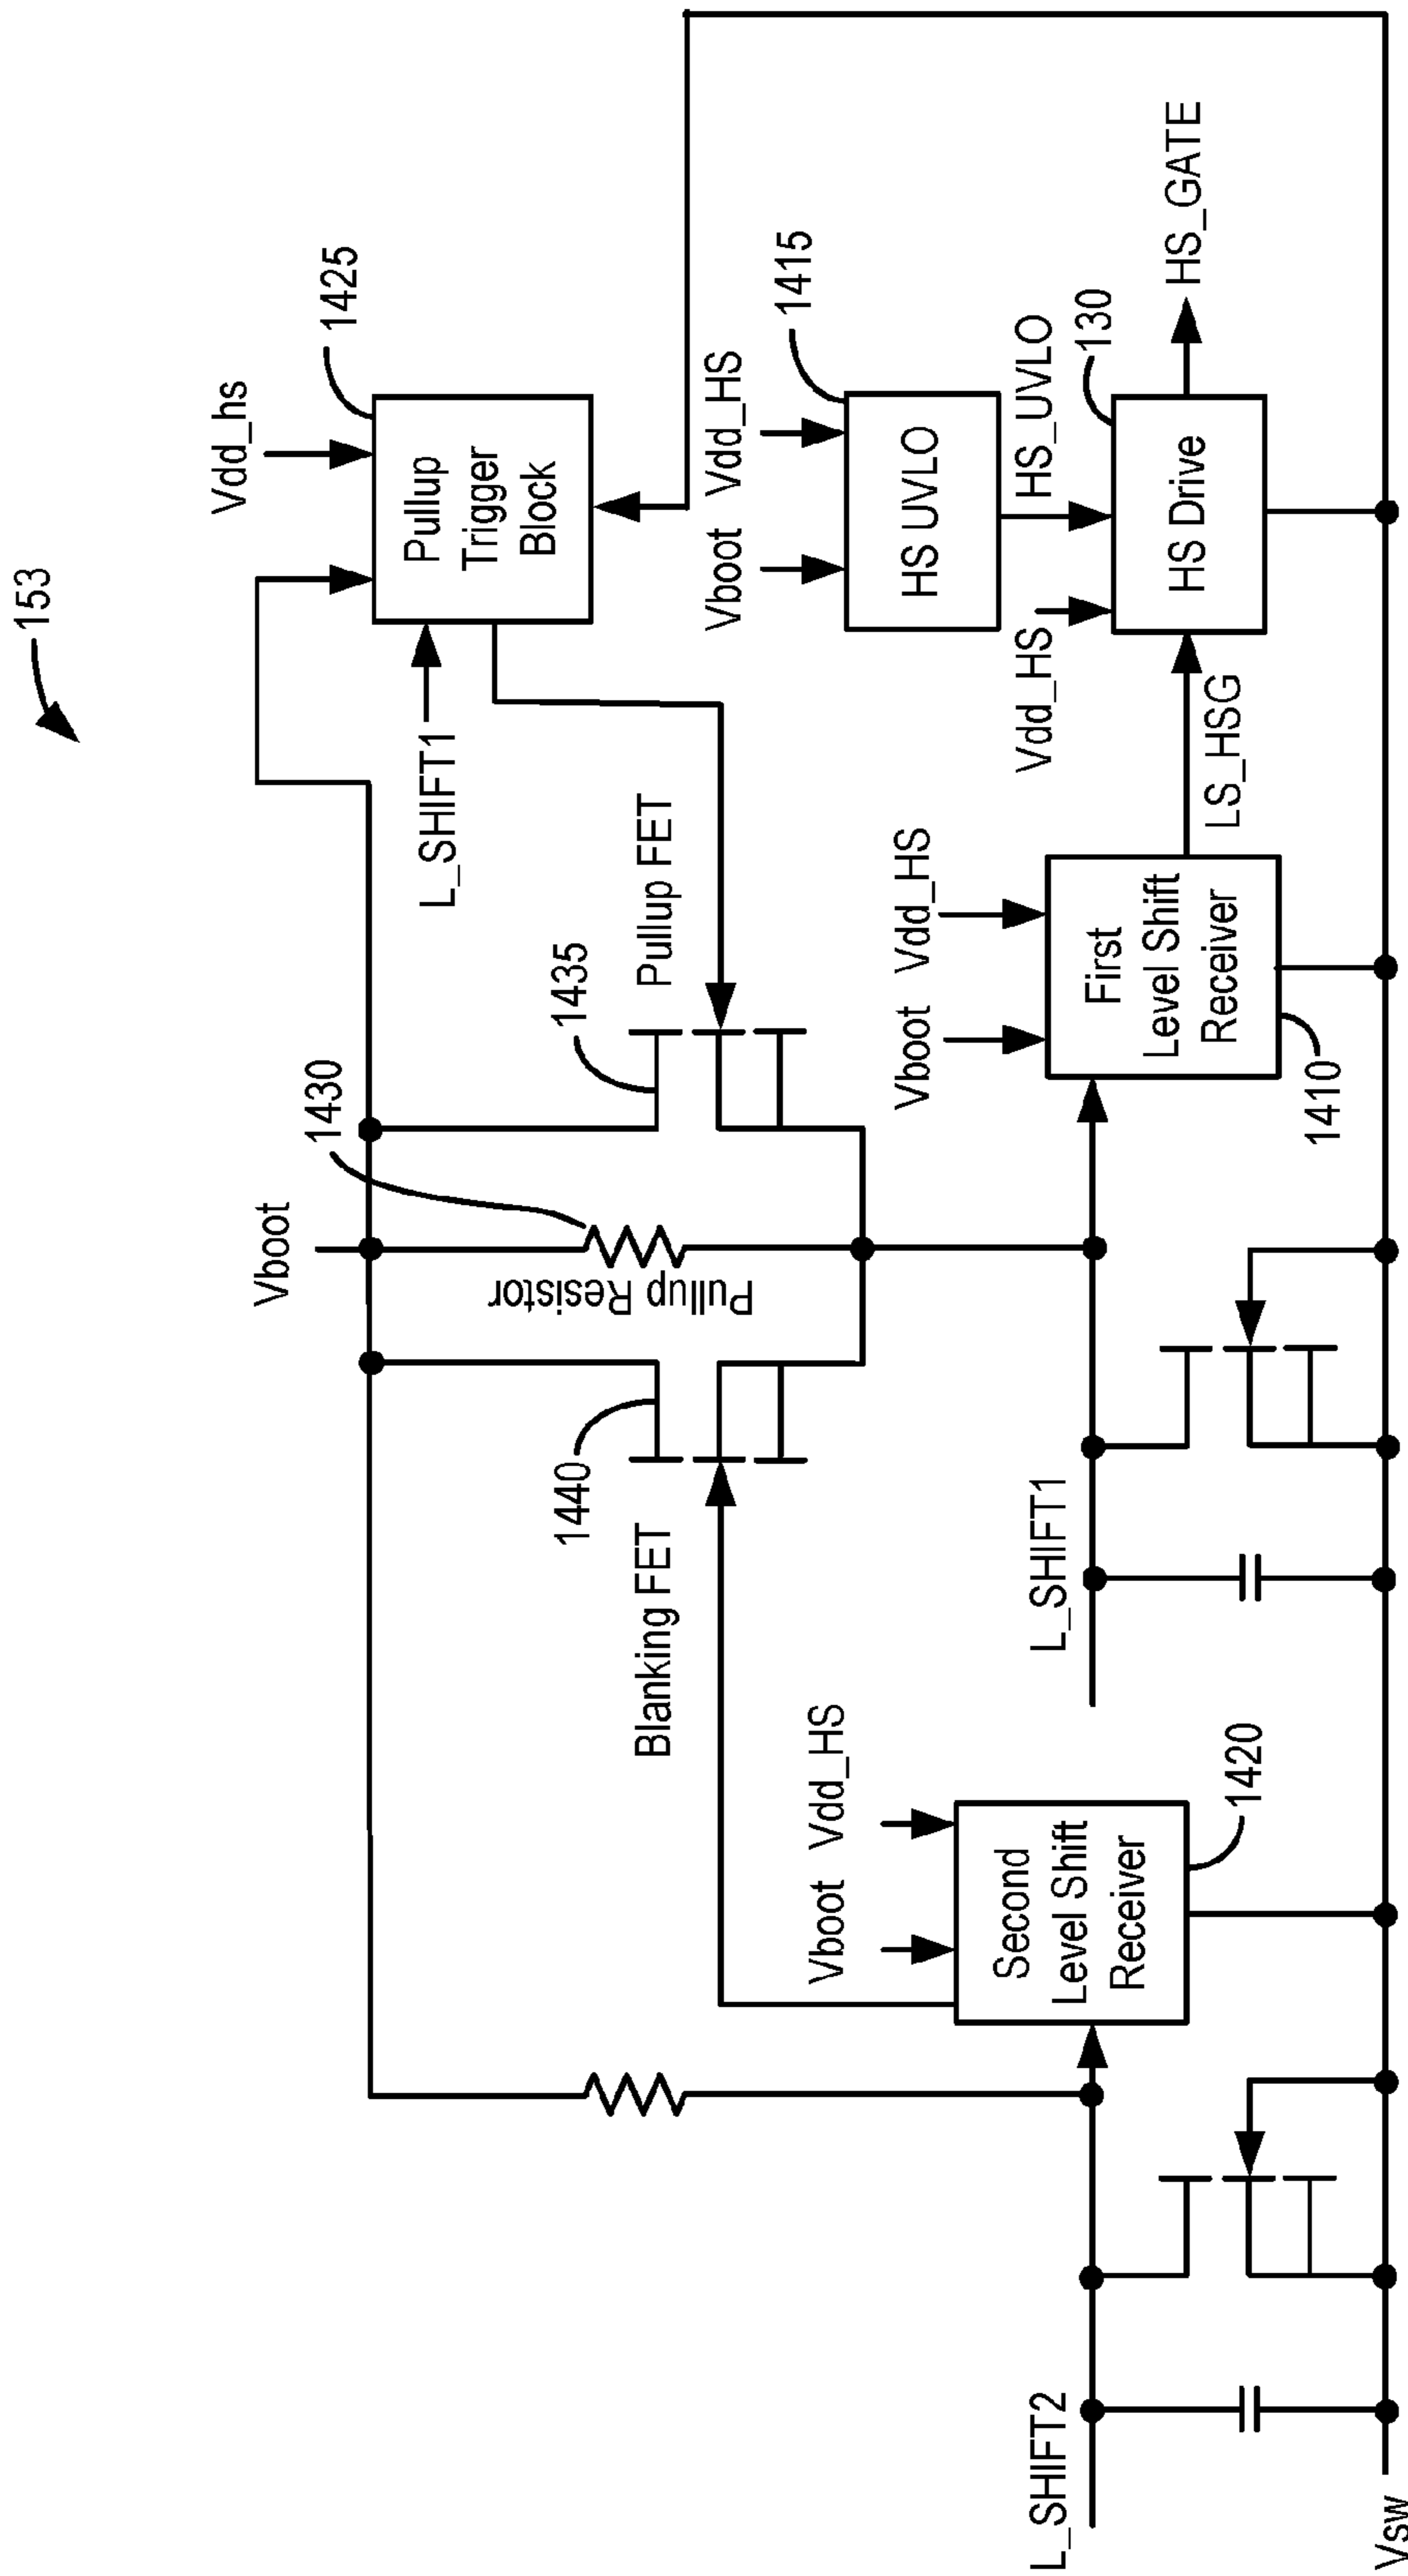 153
Vdd_hs
1425
Pullup
Trigger
Block
L_SHIFT1
Vboot
1430
Pullup Resistor
1435
Pullup FET
1440
Blanking FET
Vboot
Vdd_HS
1415
HS UVLO
HS_UVLO
Vdd_HS
130
HS Drive
HS_GATE
LS_HSG
Vboot
Vdd_HS
First
Level Shift
Receiver
1410
L_SHIFT1
Vboot
Vdd_HS
Second
Level Shift
Receiver
1420
L_SHIFT2
Vsw